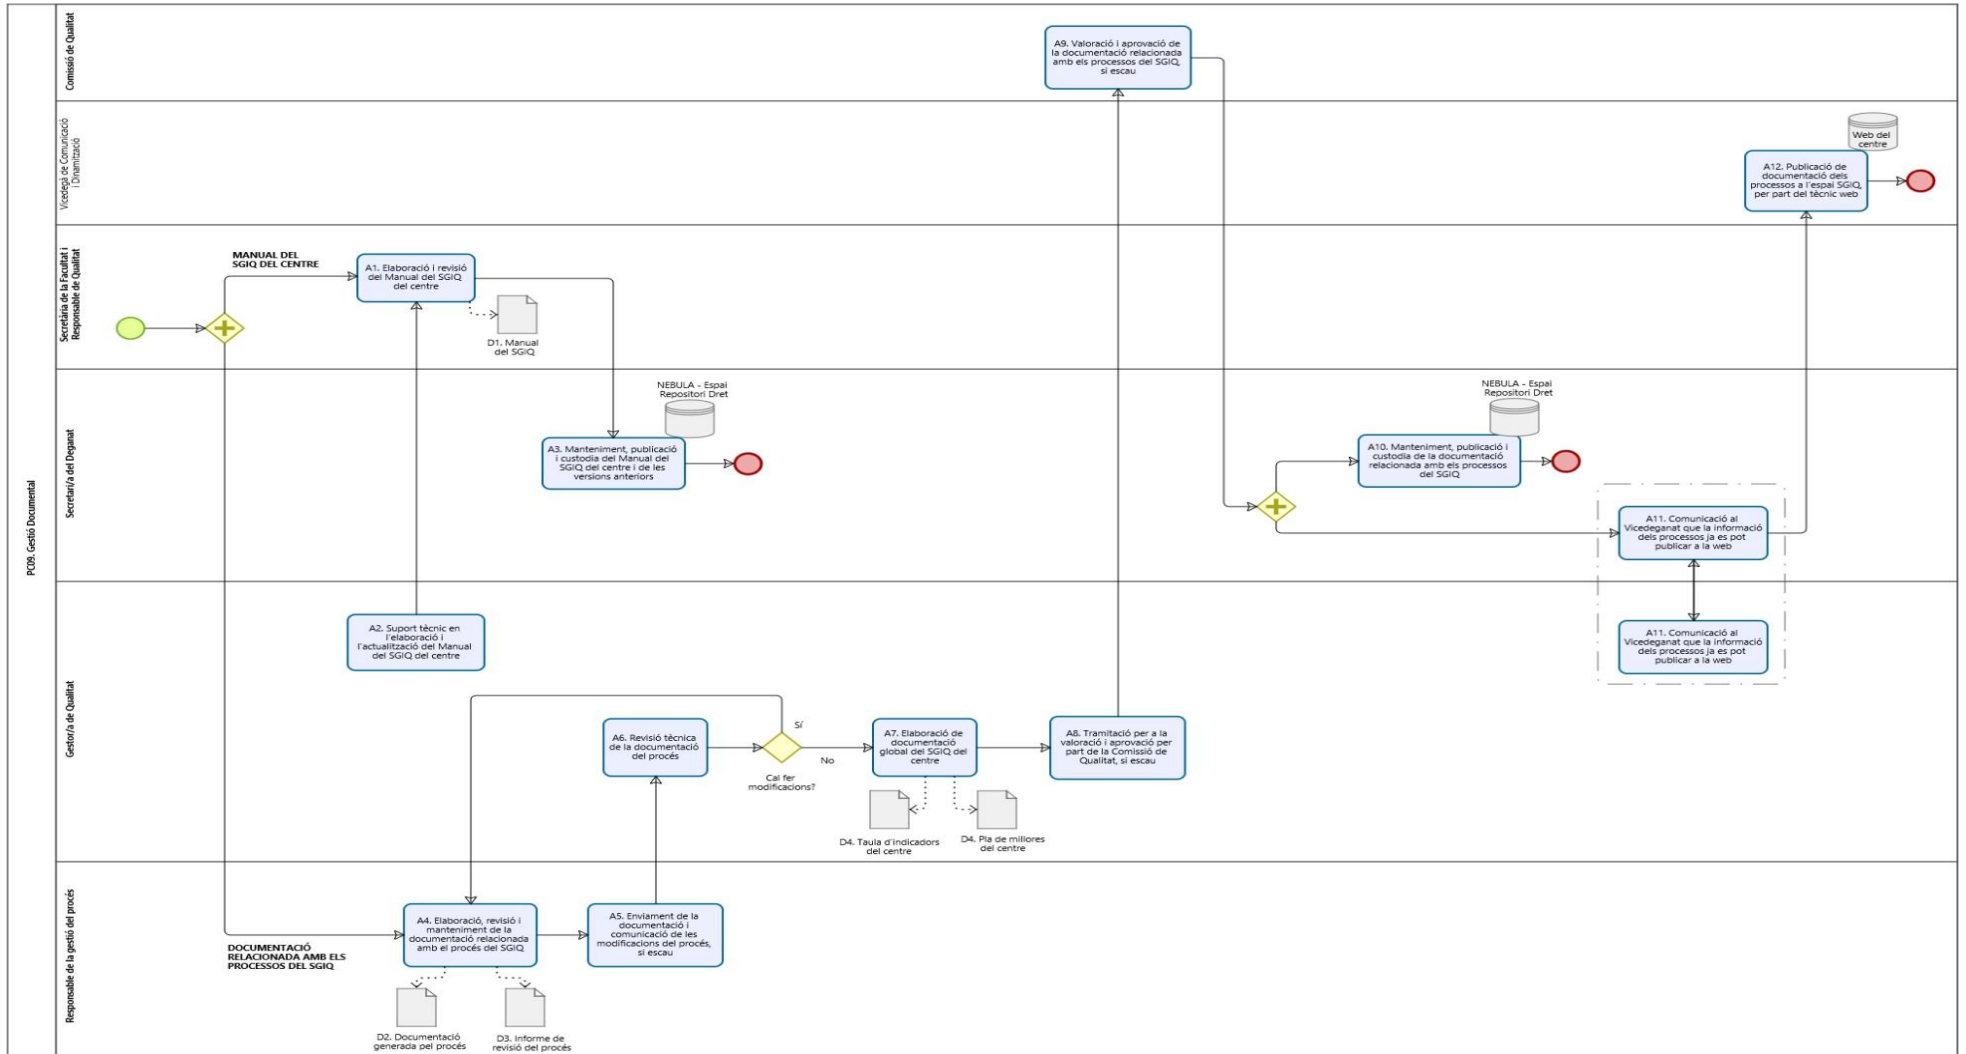 PC09. Gestió Documental
Comissió de Qualitat
A9. Valoració i aprovació de
la documentació relacionada
amb els processos del SGIQ,
si escau
Vicedegà de Comunicació
i Dinamització
Web del
centre
A12. Publicació de
documentació dels
processos a l'espai SGIQ,
per part del tècnic web
Secretària de la Facultat i
Responsable de Qualitat
MANUAL DEL
SGIQ DEL CENTRE
A1. Elaboració i revisió
del Manual del SGIQ
del centre
D1. Manual
del SGIQ
Secretari/a del Deganat
NEBULA - Espai
Repositori Dret
A3. Manteniment, publicació
i custodia del Manual del
SGIQ del centre i de les
versions anteriors
NEBULA - Espai
Repositori Dret
A10. Manteniment, publicació i
custodia de la documentació
relacionada amb els processos
del SGIQ
A11. Comunicació al
Vicedeganat que la informació
dels processos ja es pot
publicar a la web
Gestor/a de Qualitat
A2. Suport tècnic en
l'elaboració i
l'actualització del Manual
del SGIQ del centre
A11. Comunicació al
Vicedeganat que la informació
dels processos ja es pot
publicar a la web
A6. Revisió tècnica
de la documentació
del procés
Sí
No
Cal fer
modificacions?
A7. Elaboració de
documentació
global del SGIQ del
centre
A8. Tramitació per a la
valoració i aprovació per
part de la Comissió de
Qualitat, si escau
D4. Taula d'indicadors
del centre
D4. Pla de millores
del centre
Responsable de la gestió del procés
DOCUMENTACIÓ
RELACIONADA AMB ELS
PROCESSOS DEL SGIQ
A4. Elaboració, revisió i
manteniment de la
documentació relacionada
amb el procés del SGIQ
A5. Enviament de la
documentació i
comunicació de les
modificacions del procés,
si escau
D2. Documentació
generada pel procés
D3. Informe de
revisió del procés